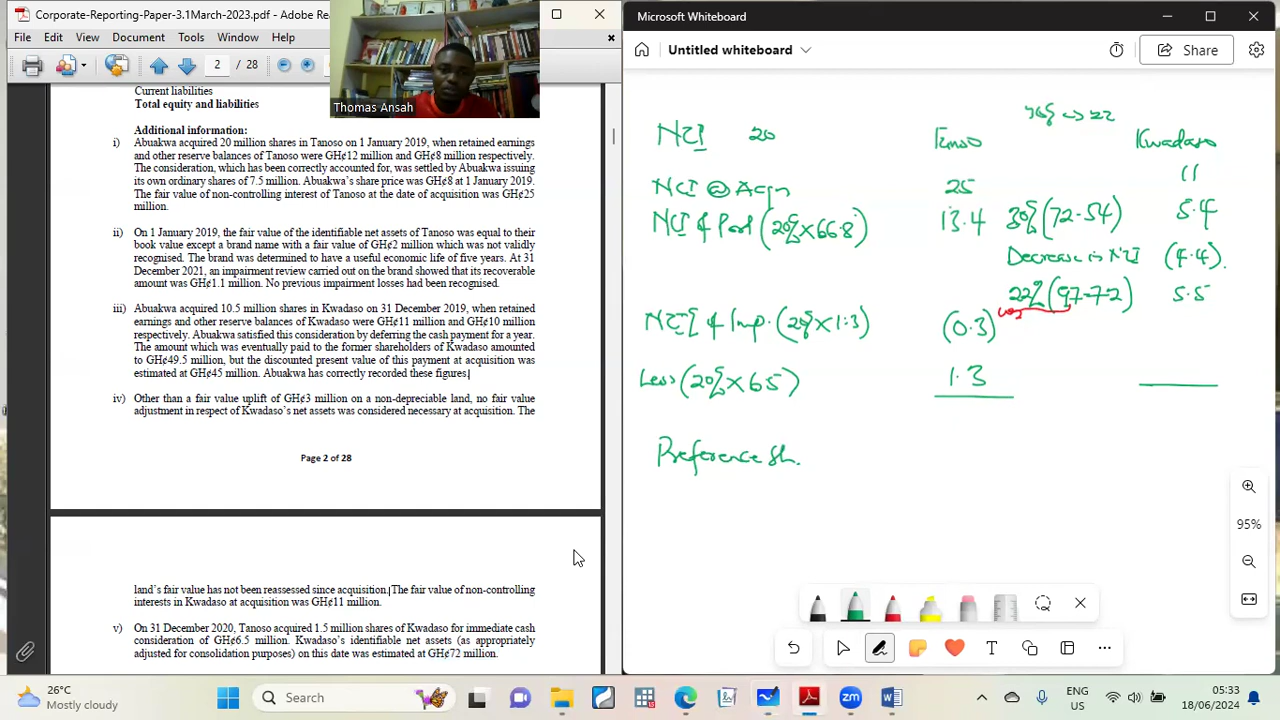 Corporate-Reporting-Paper-3.1March-2023.pdf - Adobe Re
File Edit View Document Tools Window Help
2 / 28
Current liabilities
Total equity and liabilities
Additional information:
i) Abuakwa acquired 20 million shares in Tanoso on 1 January 2019, when retained earnings
and other reserve balances of Tanoso were GH¢12 million and GH¢8 million respectively.
The consideration, which has been correctly accounted for, was settled by Abuakwa issuing
its own ordinary shares of 7.5 million. Abuakwa's share price was GH¢8 at 1 January 2019.
The fair value of non-controlling interest of Tanoso at the date of acquisition was GH¢25
million.
ii) On 1 January 2019, the fair value of the identifiable net assets of Tanoso was equal to their
book value except a brand name with a fair value of GH¢2 million which was not validly
recognised. The brand was determined to have a useful economic life of five years. At 31
December 2021, an impairment review carried out on the brand showed that its recoverable
amount was GH¢1.1 million. No previous impairment losses had been recognised.
iii) Abuakwa acquired 10.5 million shares in Kwadaso on 31 December 2019, when retained
earnings and other reserve balances of Kwadaso were GH¢11 million and GH¢10 million
respectively. Abuakwa satisfied this consideration by deferring the cash payment for a year.
The amount which was eventually paid to the former shareholders of Kwadaso amounted
to GH¢49.5 million, but the discounted present value of this payment at acquisition was
estimated at GH¢45 million. Abuakwa has correctly recorded these figures
iv) Other than a fair value uplift of GH¢3 million on a non-depreciable land, no fair value
adjustment in respect of Kwadaso's net assets was considered necessary at acquisition. The
Page 2 of 28
land's fair value has not been reassessed since acquisition. The fair value of non-controlling
interests in Kwadaso at acquisition was GH¢11 million.
v) On 31 December 2020, Tanoso acquired 1.5 million shares of Kwadaso for immediate cash
consideration of GH¢6.5 million. Kwadaso's identifiable net assets (as appropriately
adjusted for consolidation purposes) on this date was estimated at GH¢72 million.
Thomas Ansah
Microsoft Whiteboard
Untitled whiteboard
Share
NCI 20 Kwadaso
11
NCI @ Acqn 25
NCI & Post (20% x 66.8) 13.4 30% (72-54) 5.4
Decrease in NCI (4.4)
22% (97-72) 5.5
NCI & Imp. (20% x 1.3) (0.3)
Less (20% x 6.5) 1.3
Preference Sh.
95%
26°C
Mostly cloudy
Search
ENG
US
05:33
18/06/2024